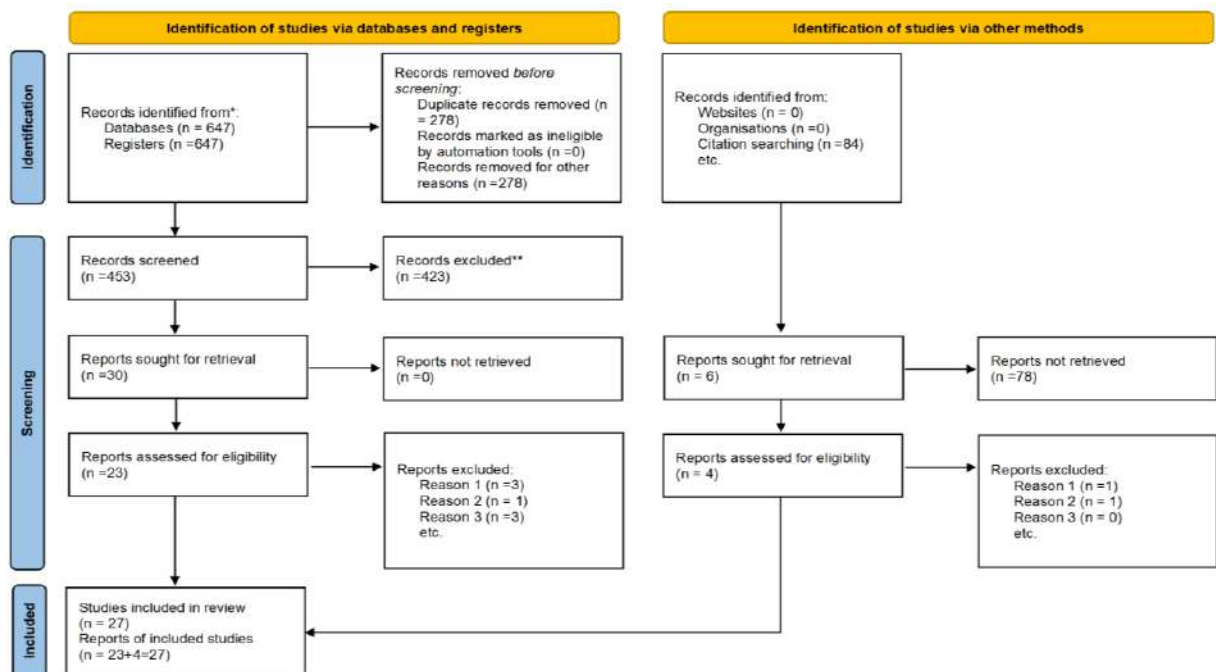 Identification of studies via databases and registers
Identification of studies via other methods
Identification
Records identified from*:
Databases (n = 647)
Registers (n =647)
Records removed before
screening:
Duplicate records removed (n
= 278)
Records marked as ineligible
by automation tools (n =0)
Records removed for other
reasons (n =278)
Records identified from:
Websites (n = 0)
Organisations (n =0)
Citation searching (n =84)
etc.
Screening
Records screened
(n =453)
Records excluded**
(n =423)
Reports sought for retrieval
(n =30)
Reports not retrieved
(n =0)
Reports sought for retrieval
(n = 6)
Reports not retrieved
(n =78)
Reports assessed for eligibility
(n =23)
Reports excluded:
Reason 1 (n =3)
Reason 2 (n = 1)
Reason 3 (n =3)
etc.
Reports assessed for eligibility
(n = 4)
Reports excluded:
Reason 1 (n =1)
Reason 2 (n = 1)
Reason 3 (n = 0)
etc.
Included
Studies included in review
(n = 27)
Reports of included studies
(n = 23+4=27)